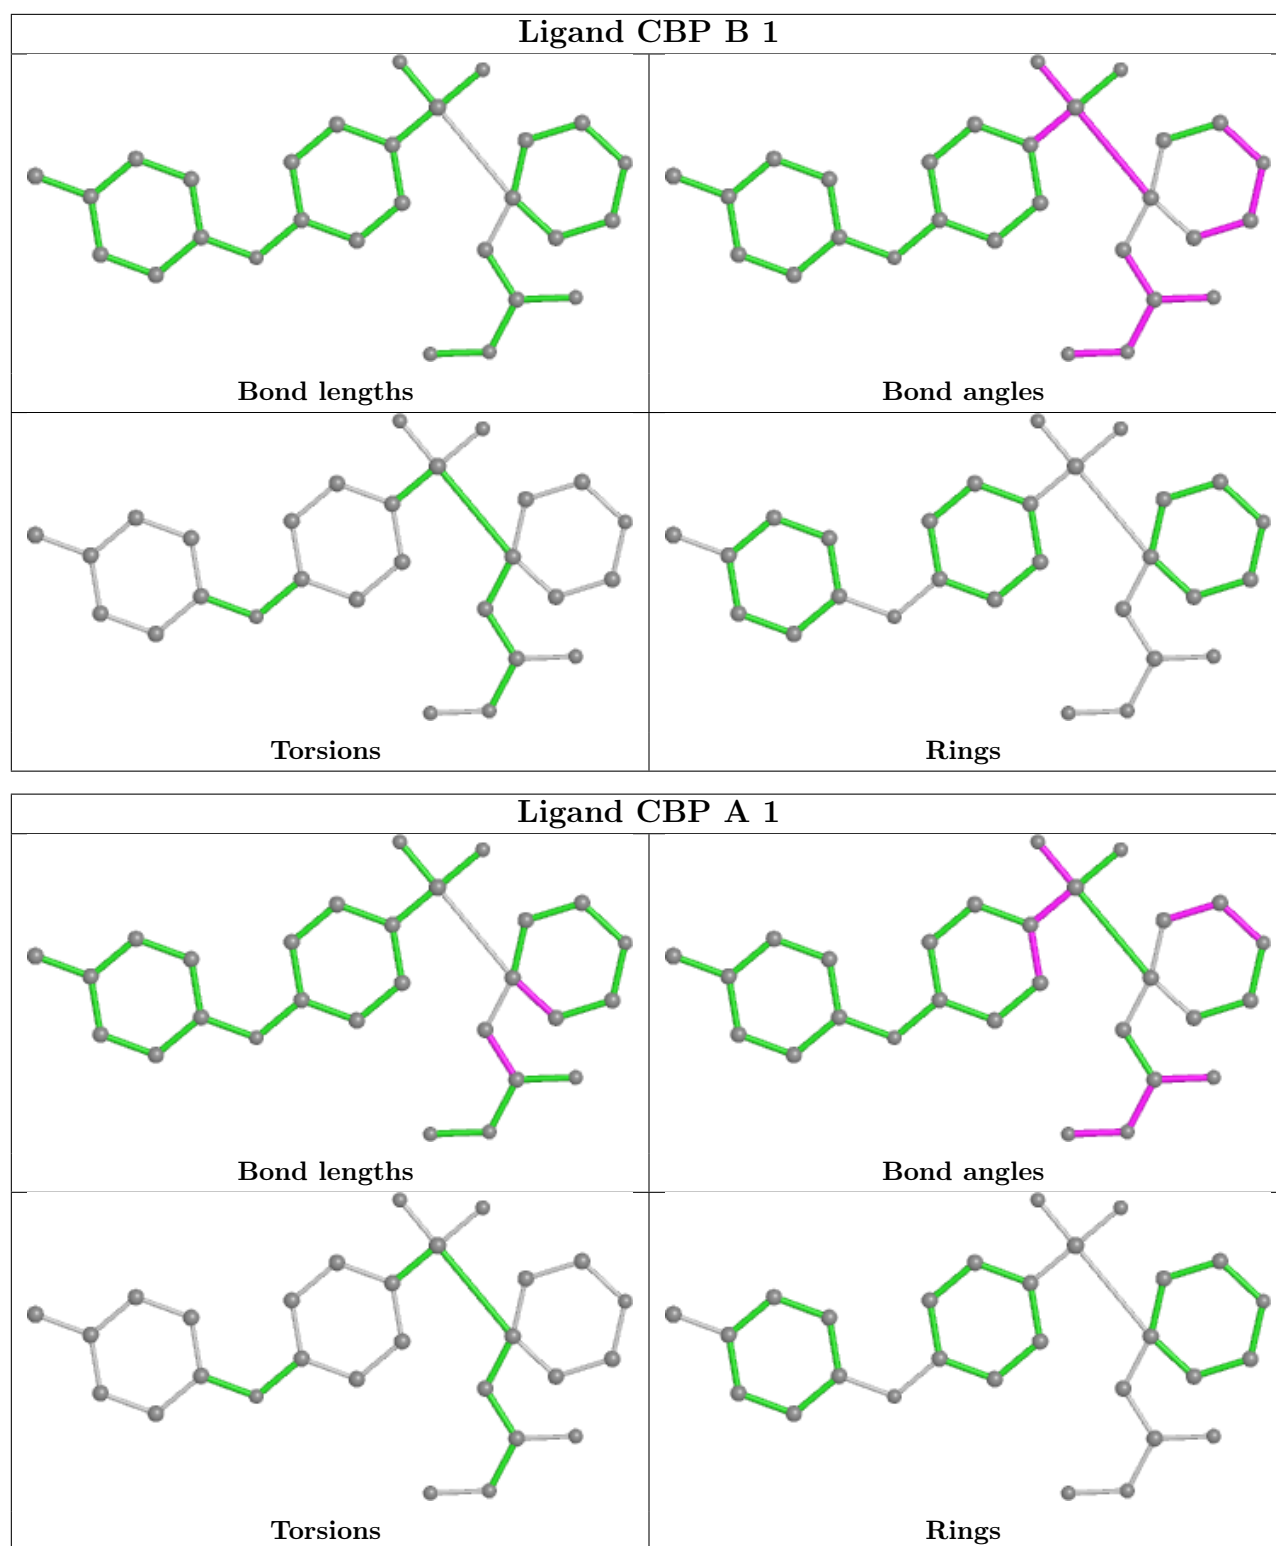 Ligand CBP B 1
Bond lengths
Bond angles
Torsions
Rings
Ligand CBP A 1
Bond lengths
Bond angles
Torsions
Rings